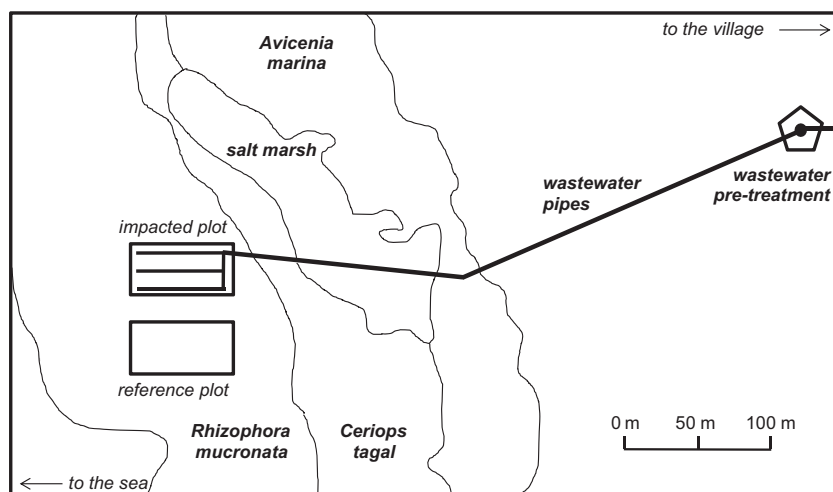 to the village
Avicenia
marina
salt marsh
wastewater
pre-treatment
wastewater
pipes
impacted plot
reference plot
Rhizophora
mucronata
Ceriops
tagal
0 m 50 m 100 m
to the sea